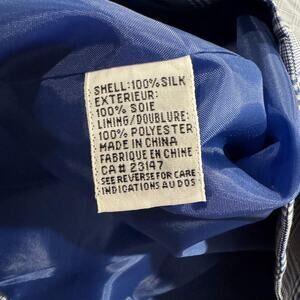 SHELL:100% SILK
EXTERIEUR:
100% SOIE
LINING/DOUBLURE:
100% POLYESTER
MADE IN CHINA
FABRIQUE EN CHINE
CA# 23147
SEE REVERSE FOR CARE
INDICATIONS AU DOS